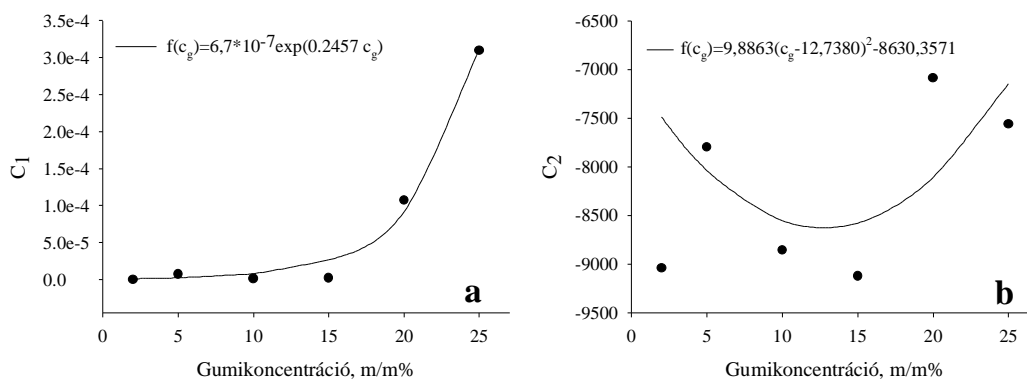 3.5e-4
3.0e-4
2.5e-4
2.0e-4
1.5e-4
1.0e-4
5.0e-5
0.0
C1
f(cg)=6,7*10-7exp(0.2457 cg)
a
0 5 10 15 20 25
Gumikoncentráció, m/m%
-6500
-7000
-7500
-8000
-8500
-9000
-9500
C2
f(cg)=9,8863(cg-12,7380)2-8630,3571
b
0 5 10 15 20 25
Gumikoncentráció, m/m%